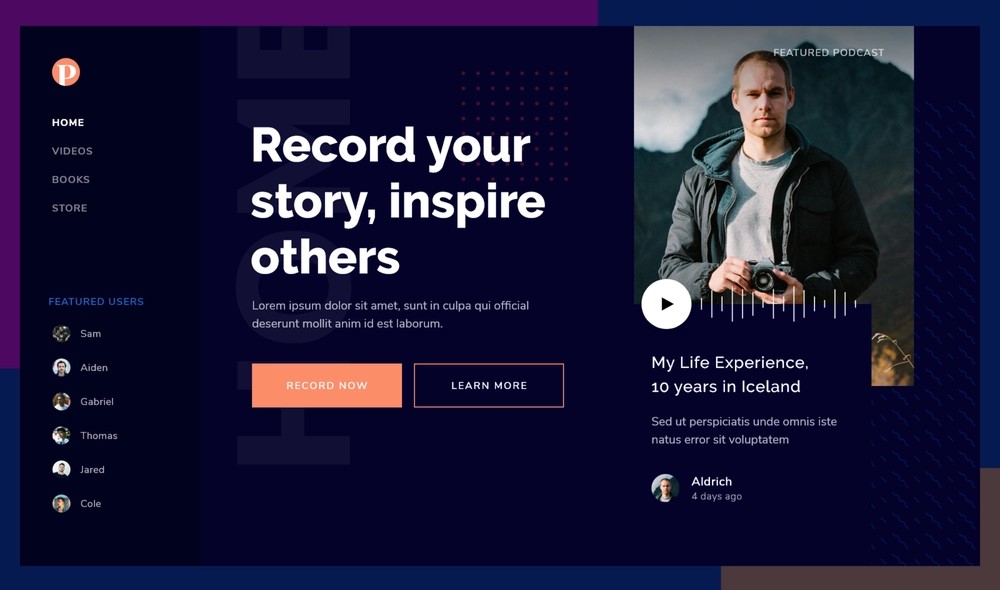 P
HOME
VIDEOS
BOOKS
STORE
FEATURED USERS
Sam
Aiden
Gabriel
Thomas
Jared
Cole
HOME
Record your
story, inspire
others
Lorem ipsum dolor sit amet, sunt in culpa qui official
deserunt mollit anim id est laborum.
RECORD NOW
LEARN MORE
FEATURED PODCAST
My Life Experience,
10 years in Iceland
Sed ut perspiciatis unde omnis iste
natus error sit voluptatem
Aldrich
4 days ago